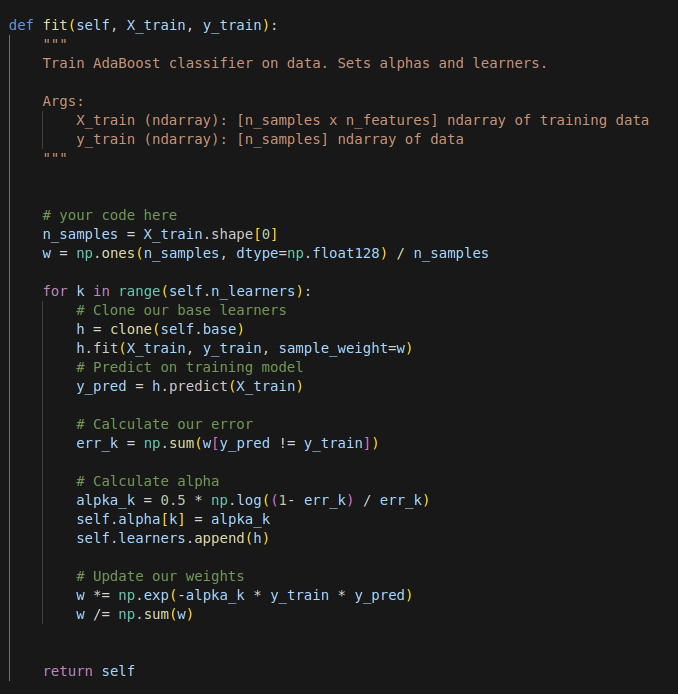 def fit(self, X_train, y_train):
    """
    Train AdaBoost classifier on data. Sets alphas and learners.

    Args:
        X_train (ndarray): [n_samples x n_features] ndarray of training data
        y_train (ndarray): [n_samples] ndarray of data
    """


    # your code here
    n_samples = X_train.shape[0]
    w = np.ones(n_samples, dtype=np.float128) / n_samples

    for k in range(self.n_learners):
        # Clone our base learners
        h = clone(self.base)
        h.fit(X_train, y_train, sample_weight=w)
        # Predict on training model
        y_pred = h.predict(X_train)

        # Calculate our error
        err_k = np.sum(w[y_pred != y_train])

        # Calculate alpha
        alpka_k = 0.5 * np.log((1- err_k) / err_k)
        self.alpha[k] = alpka_k
        self.learners.append(h)

        # Update our weights
        w *= np.exp(-alpka_k * y_train * y_pred)
        w /= np.sum(w)


    return self